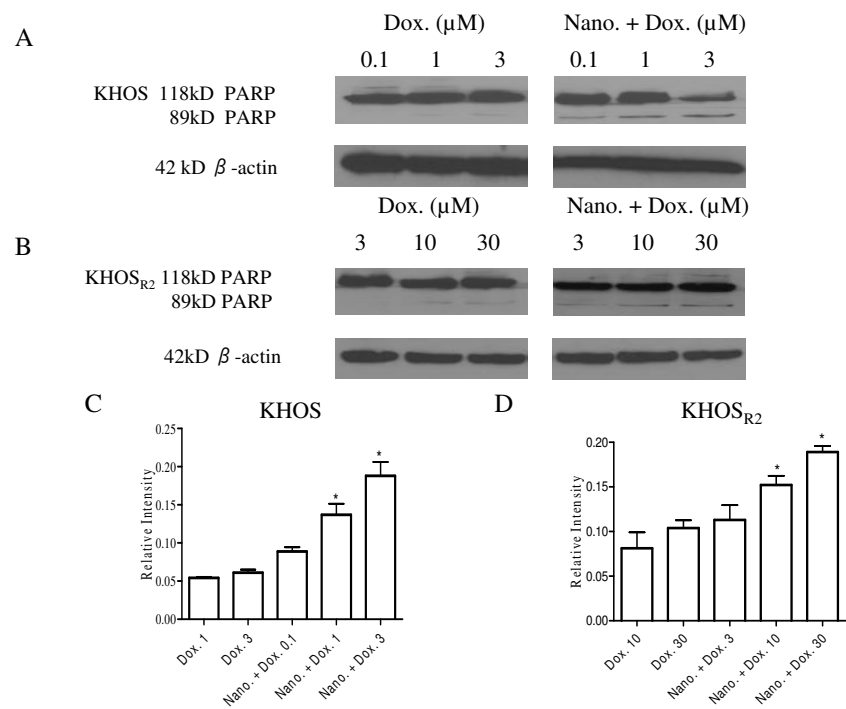 A
Dox. (µM)
Nano. + Dox. (µM)
0.1 1 3
0.1 1 3
KHOS 118kD PARP
89kD PARP
42 kD β-actin
B
Dox. (µM)
Nano. + Dox. (µM)
3 10 30
3 10 30
KHOSR2 118kD PARP
89kD PARP
42kD β-actin
C
KHOS
Relative Intensity
0.25
0.20
0.15
0.10
0.05
0.00
*
*
Dox. 1
Dox. 3
Nano. + Dox. 0.1
Nano. + Dox. 1
Nano. + Dox. 3
D
KHOSR2
Relative Intensity
0.20
0.15
0.10
0.05
0.00
*
*
Dox. 10
Dox. 30
Nano. + Dox. 3
Nano. + Dox. 10
Nano. + Dox. 30